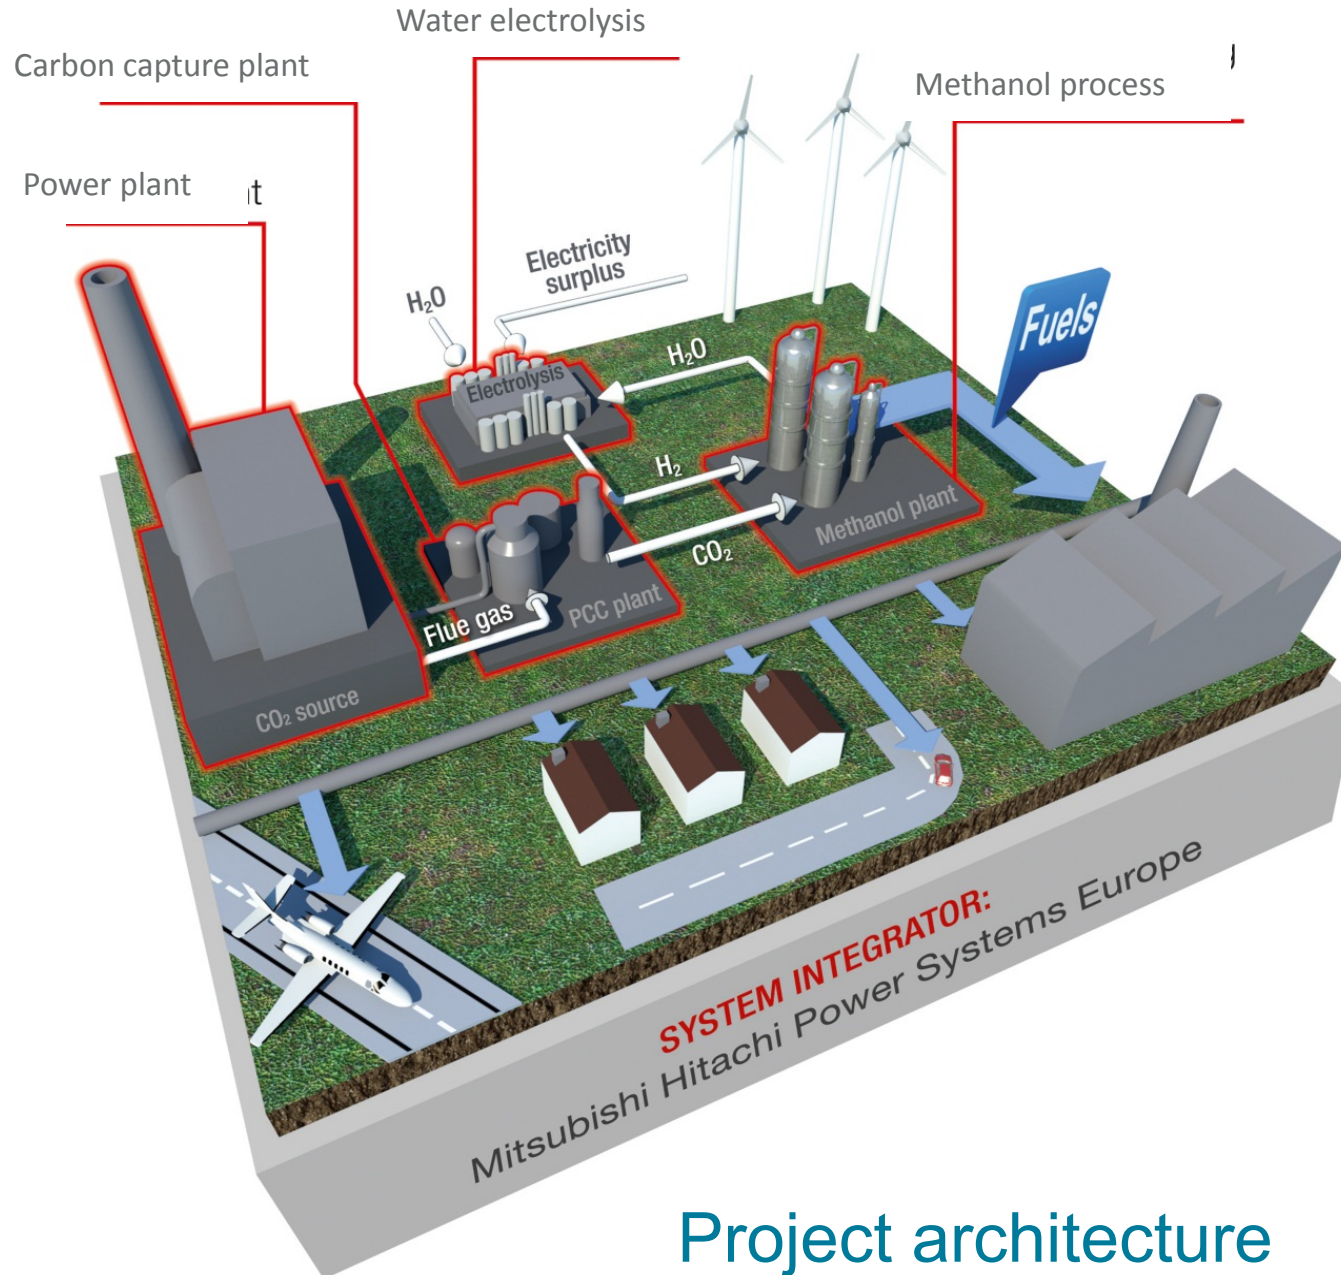 Water electrolysis
Carbon capture plant
Methanol process
Power plant
Electricity
surplus
H₂O
Fuels
H₂O
Electrolysis
H₂
Methanol plant
CO₂
Flue gas
PCC plant
CO₂ source
SYSTEM INTEGRATOR:
Mitsubishi Hitachi Power Systems Europe
Project architecture